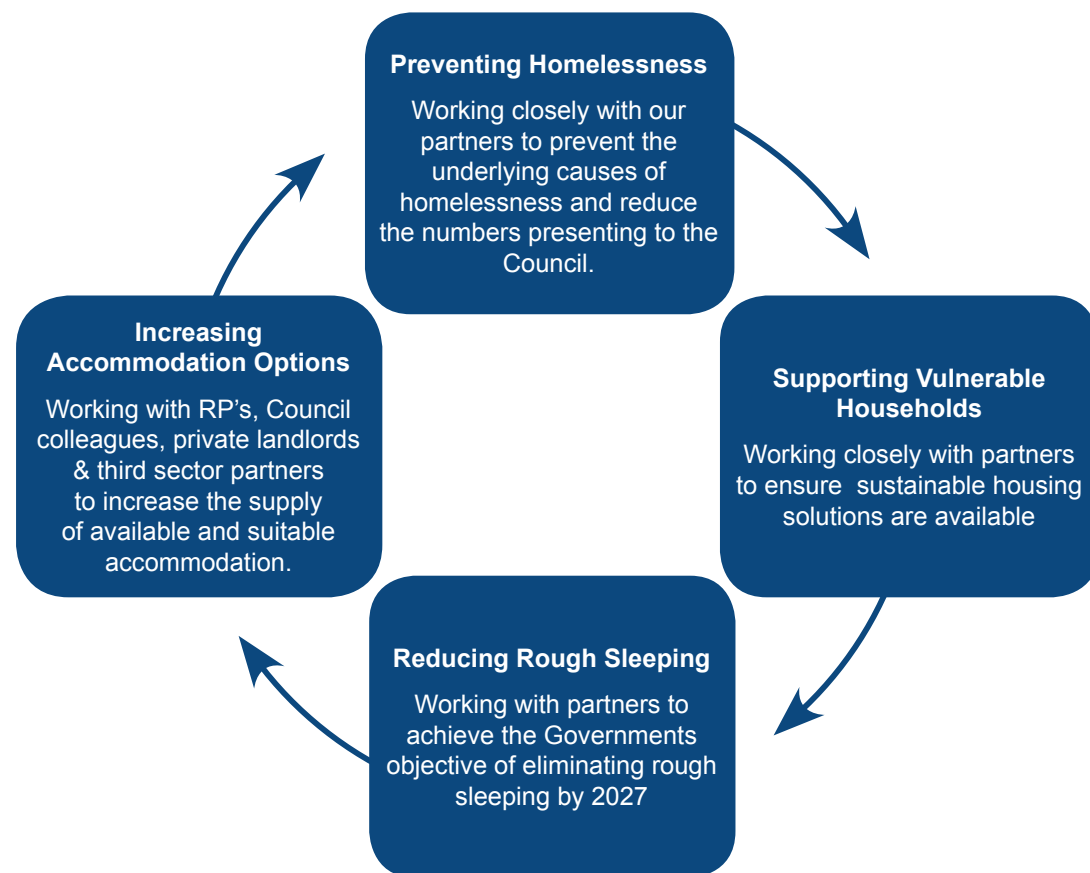 Preventing Homelessness
Working closely with our
partners to prevent the
underlying causes of
homelessness and reduce
the numbers presenting to the
Council.
Supporting Vulnerable
Households
Working closely with partners
to ensure  sustainable housing
solutions are available
Reducing Rough Sleeping
Working with partners to
achieve the Governments
objective of eliminating rough
sleeping by 2027
Increasing
Accommodation Options
Working with RP's, Council
colleagues, private landlords
& third sector partners
to increase the supply
of available and suitable
accommodation.